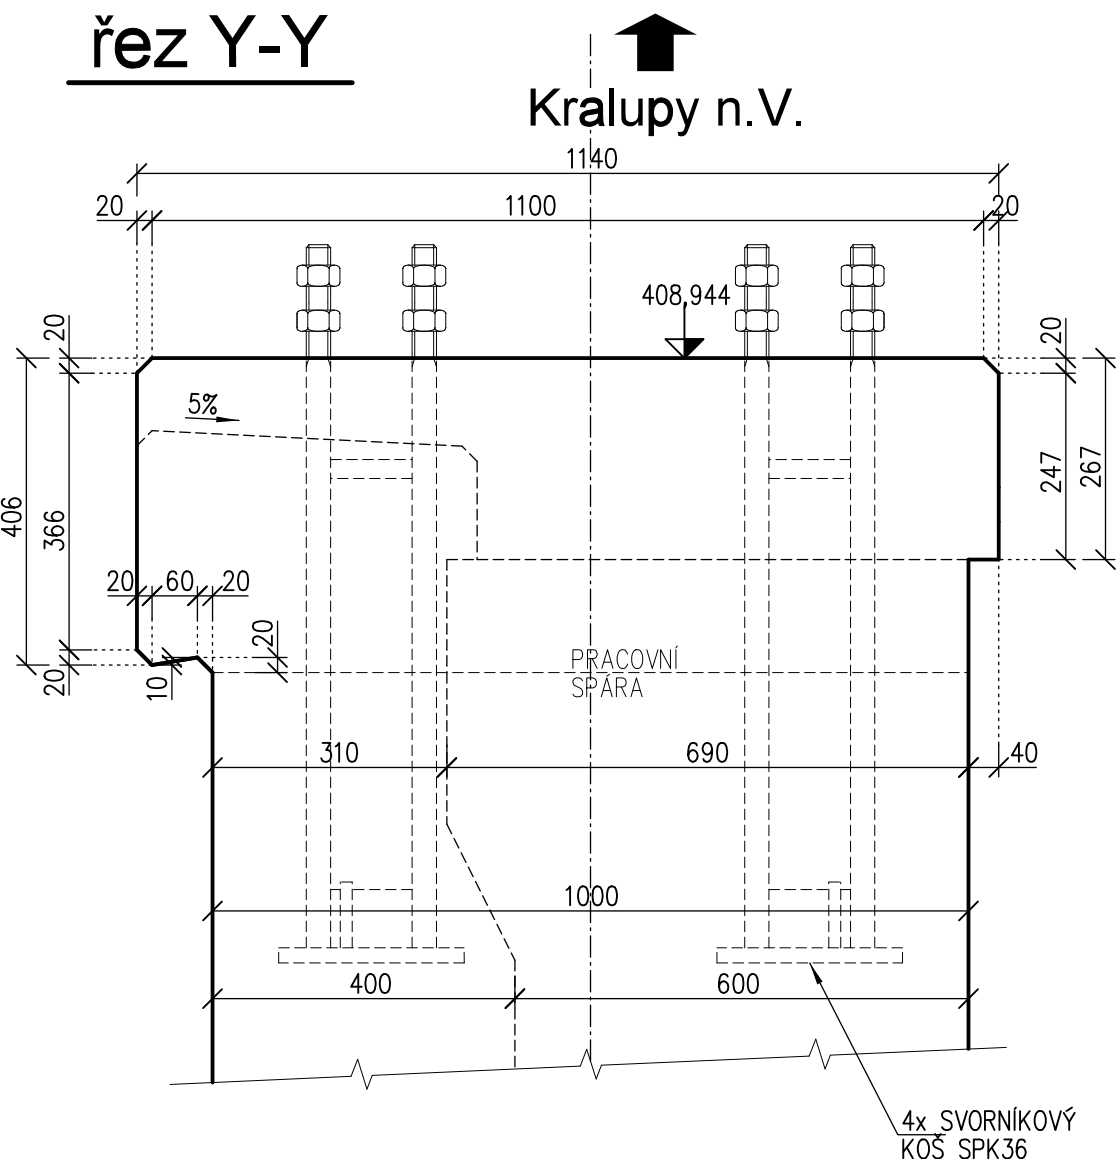 řez Y-Y
Kralupy n.V.
1140
20 1100 20
408,944
20
20
5%
406
366
247
267
20 60 20
20
20
10
PRACOVNÍ
SPÁRA
310 690 40
1000
400 600
4x SVORNÍKOVÝ
KOŠ SPK36